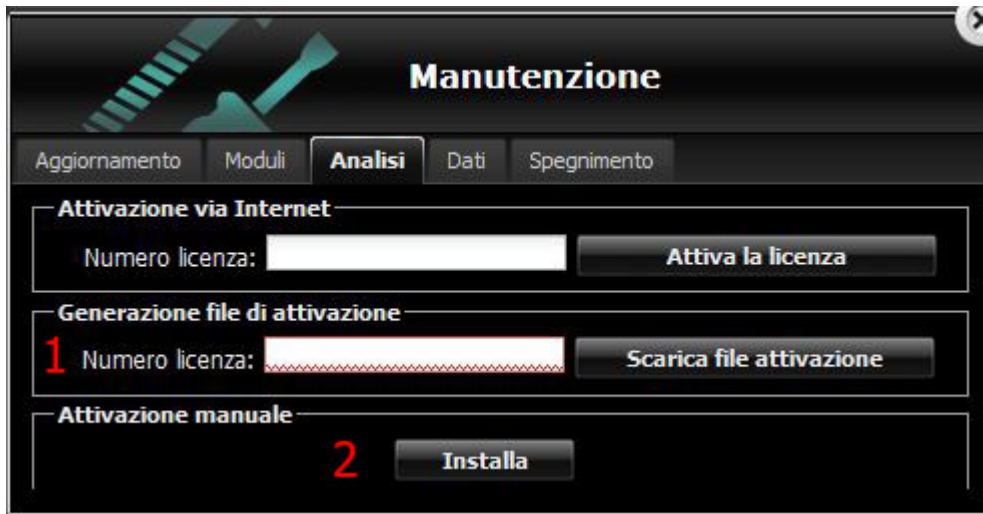 Manutenzione
Aggiornamento Moduli Analisi Dati Spegnimento
Attivazione via Internet
Numero licenza: Attiva la licenza
Generazione file di attivazione
1 Numero licenza: Scarica file attivazione
Attivazione manuale
2 Installa